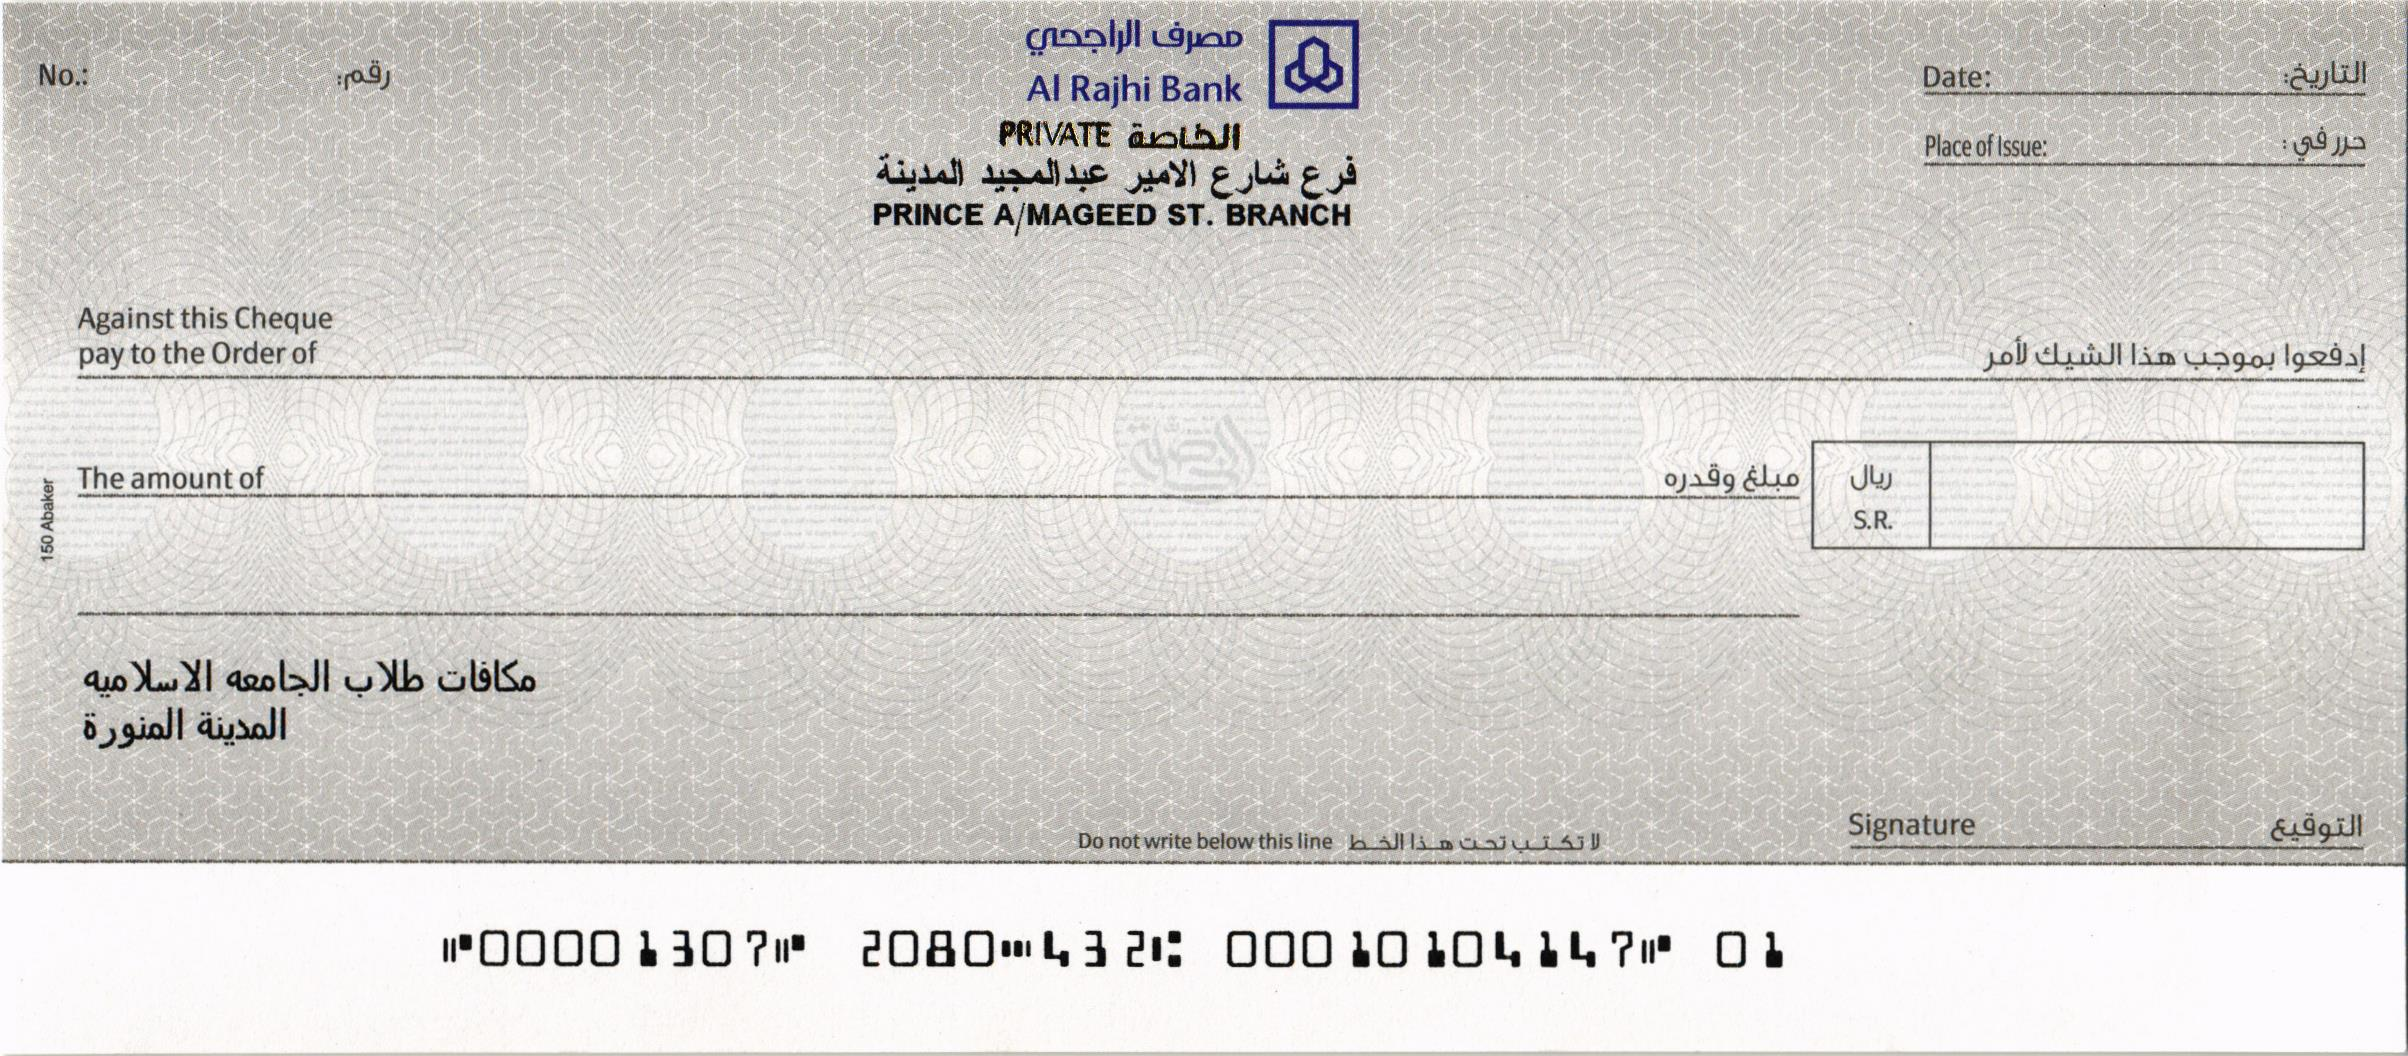 مصرف الراجحي
Al Rajhi Bank
PRIVATE الخاصة
فرع شارع الامير عبدالمجيد المدينة
PRINCE A/MAGEED ST. BRANCH
No.: رقم:
Date: التاريخ:
Place of Issue: حرر في:
Against this Cheque
pay to the Order of إدفعوا بموجب هذا الشيك لأمر
The amount of مبلغ وقدره
ريال
S.R.
150 Abaker
مكافات طلاب الجامعه الاسلاميه
المدينة المنورة
Signature التوقيع
Do not write below this line لا تكتب تحت هذا الخط
⑈00001307⑈ 2080⑉432⑆ 00010104147⑈ 01